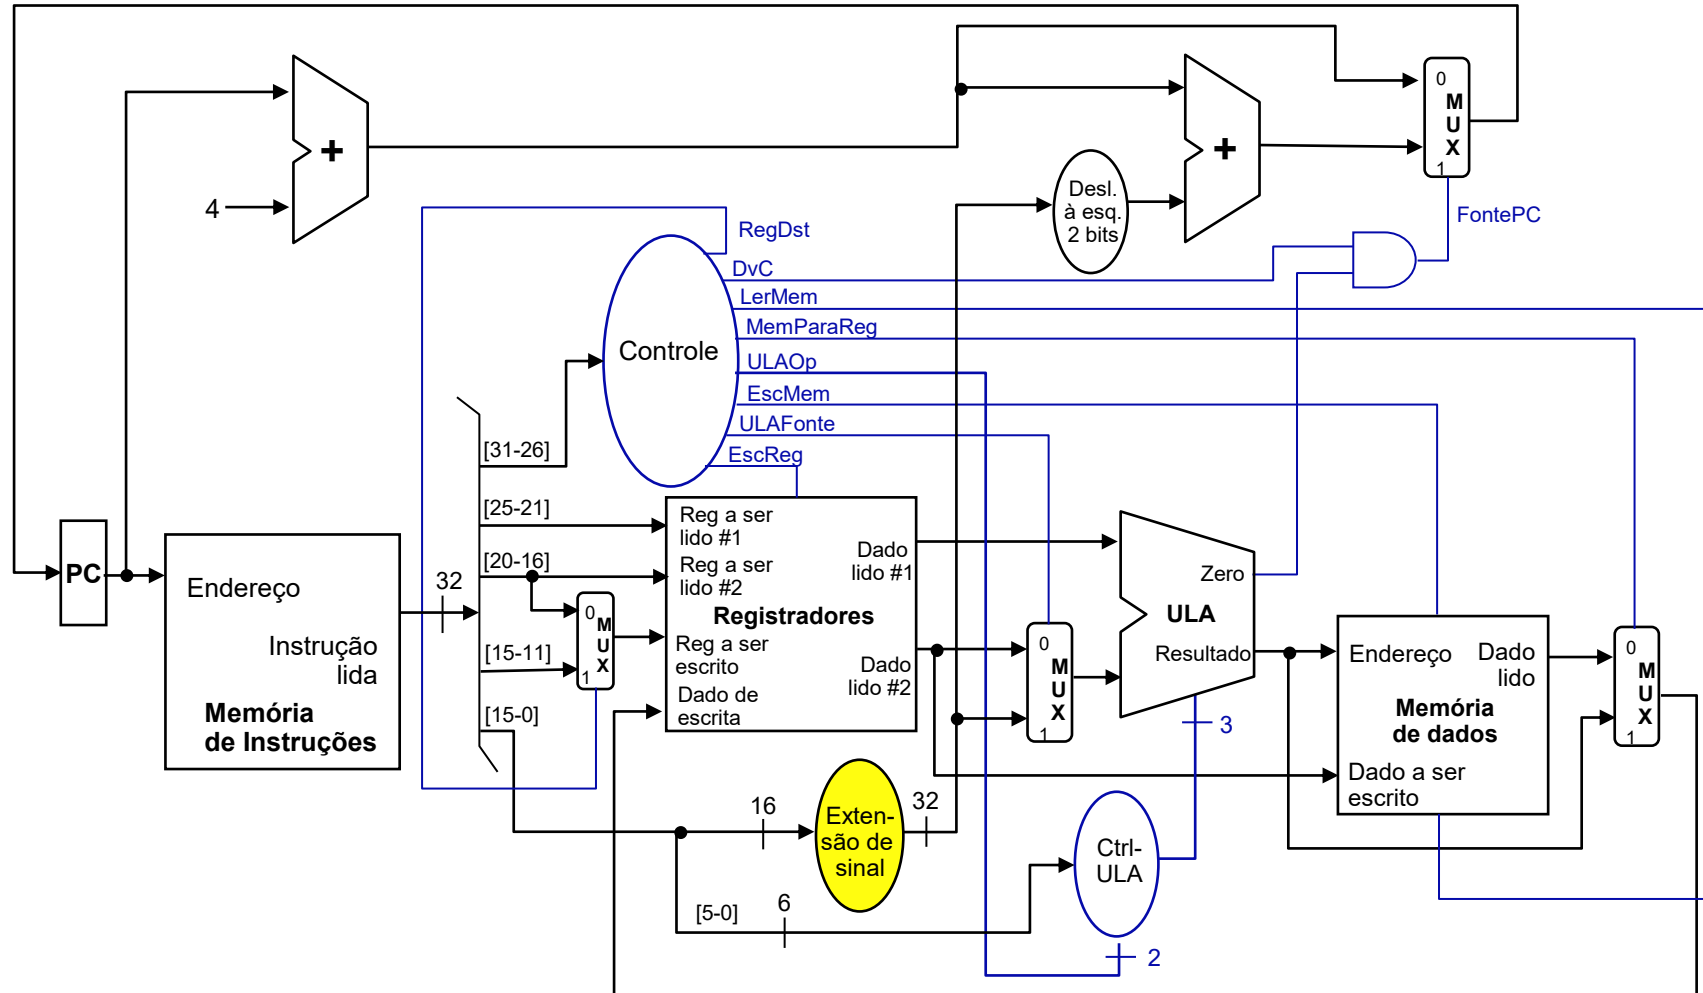 0
M
U
X
1
+
+
4
Desl.
à esq.
2 bits
FontePC
RegDst
DvC
LerMem
MemParaReg
ULAOp
EscMem
ULAFonte
EscReg
Controle
[31-26]
[25-21]
[20-16]
[15-11]
[15-0]
PC
Endereço
Instrução
lida
Memória
de Instruções
32
0
M
U
X
1
Reg a ser
lido #1
Reg a ser
lido #2
Registradores
Reg a ser
escrito
Dado de
escrita
Dado
lido #1
Dado
lido #2
0
M
U
X
1
Zero
ULA
Resultado
3
Endereço
Dado
lido
Memória
de dados
Dado a ser
escrito
0
M
U
X
1
16
Exten-
são de
sinal
32
Ctrl-
ULA
[5-0]
6
2